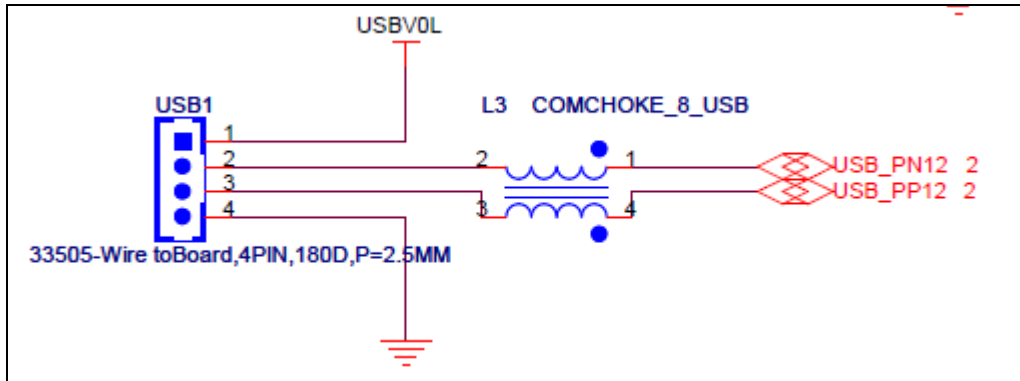 USBV0L
USB1
L3 COMCHOKE_8_USB
1
2 2 1 USB_PN12 2
3 USB_PP12 2
4 3 4
33505-Wire toBoard,4PIN,180D,P=2.5MM